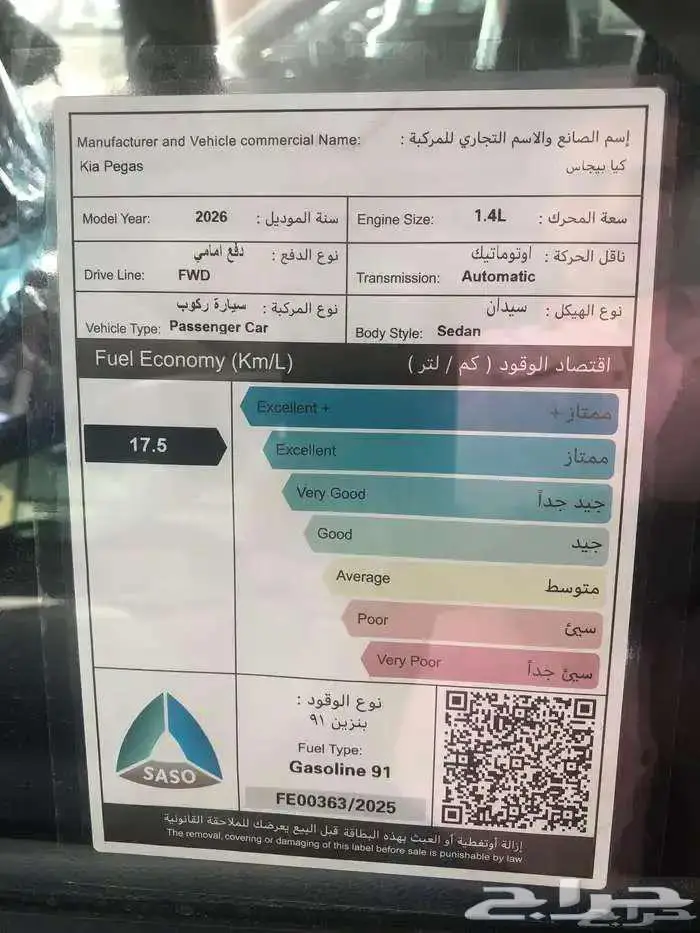 Manufacturer and Vehicle commercial Name: إسم الصانع والاسم التجاري للمركبة :
Kia Pegas كيا بيجاس
Model Year: 2026 سنة الموديل :
Engine Size: 1.4L سعة المحرك :
دفع امامي نوع الدفع :
Drive Line: FWD
اوتوماتيك ناقل الحركة :
Transmission: Automatic
سيارة ركوب نوع المركبة :
Vehicle Type: Passenger Car
سيدان نوع الهيكل :
Body Style: Sedan
Fuel Economy (Km/L) اقتصاد الوقود ( كم / لتر )
17.5
Excellent + ممتاز +
Excellent ممتاز
Very Good جيد جداً
Good جيد
Average متوسط
Poor سيئ
Very Poor سيئ جداً
SASO
نوع الوقود :
بنزين ٩١
Fuel Type:
Gasoline 91
FE00363/2025
إزالة أوتغطية أو العبث بهذه البطاقة قبل البيع يعرضك للملاحقة القانونية
The removal, covering or damaging of this label before sale is punishable by law
حراج
حراج